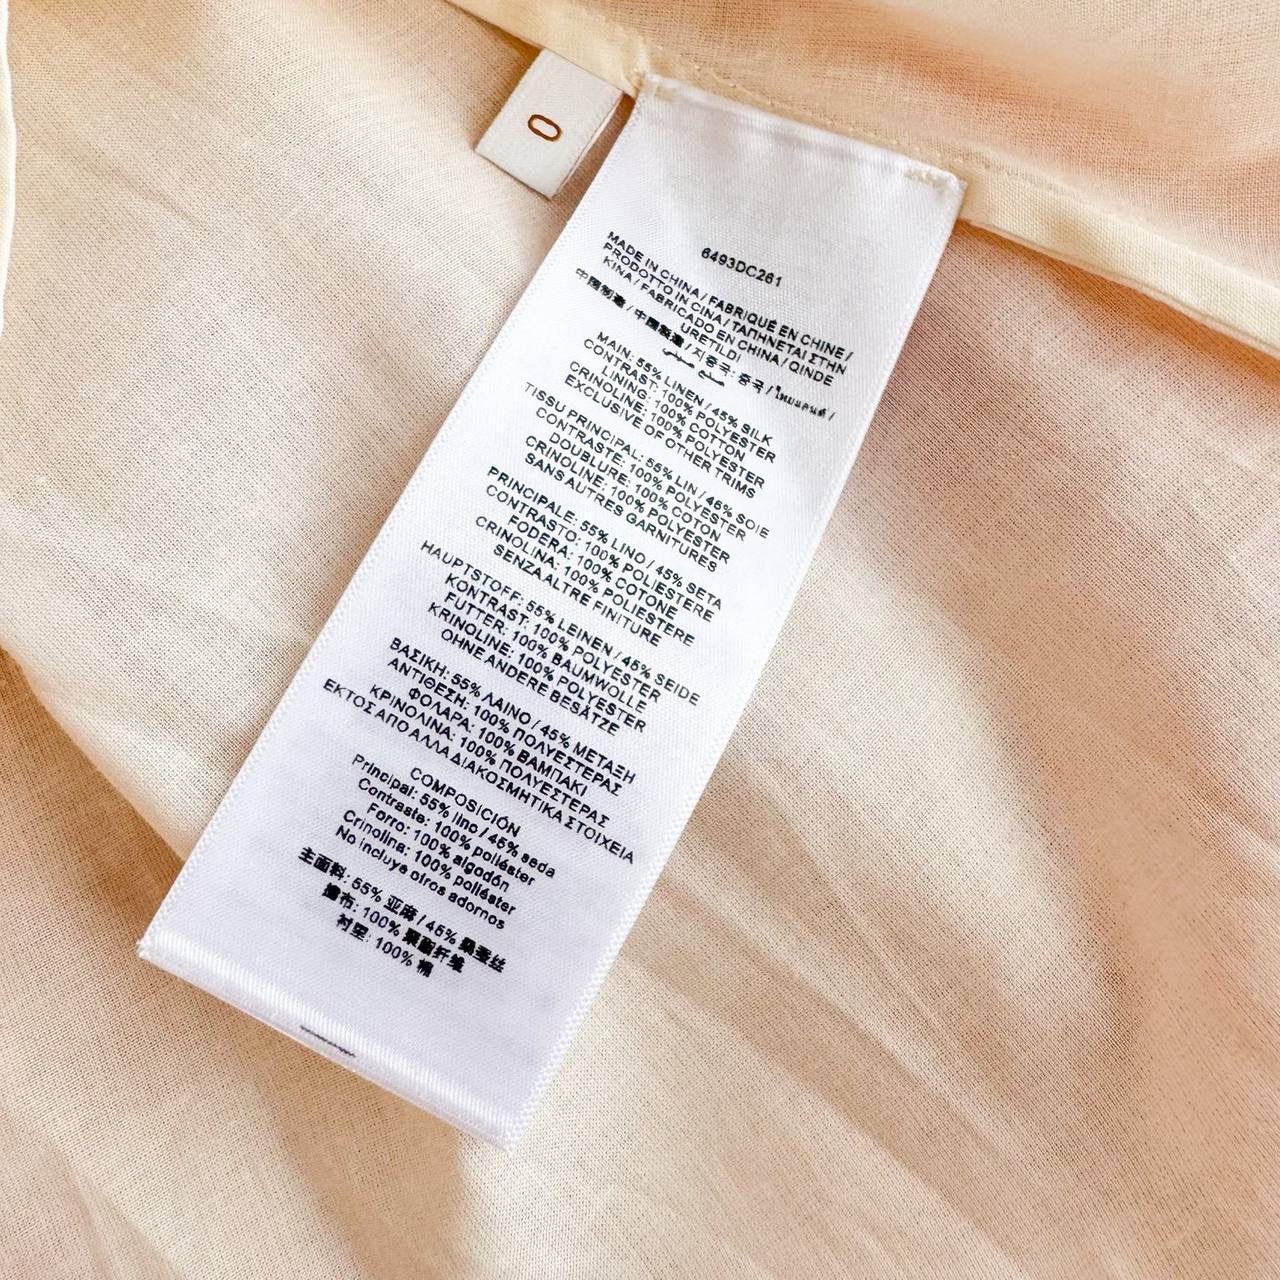 0
6493DC261
MADE IN CHINA / FABRIQUÉ EN CHINE /
PRODOTTO IN CINA / ΤΑΠΗΝΕΤΑΙ ΣΤΗΝ
ΚΙΝΑ / FABRICADO EN CHINA / QINDE
URETILDI
中国制造 / 中國製造 / 지중국: 중국 /
MAIN: 55% LINEN / 45% SILK
CONTRAST: 100% POLYESTER
LINING: 100% COTTON
CRINOLINE: 100% POLYESTER
EXCLUSIVE OF OTHER TRIMS
TISSU PRINCIPAL: 55% LIN / 45% SOIE
CONTRASTE: 100% POLYESTER
DOUBLURE: 100% COTON
CRINOLINE: 100% POLYESTER
SANS AUTRES GARNITURES
PRINCIPALE: 55% LINO / 45% SETA
CONTRASTO: 100% POLIESTERE
FODERA: 100% COTONE
CRINOLINA: 100% POLIESTERE
SENZA ALTRE FINITURE
HAUPTSTOFF: 55% LEINEN / 45% SEIDE
KONTRAST: 100% POLYESTER
FUTTER: 100% BAUMWOLLE
KRINOLINE: 100% POLYESTER
OHNE ANDERE BESÄTZE
ΒΑΣΙΚΗ: 55% ΛΑΙΝΟ / 45% ΜΕΤΑΞΗ
ΑΝΤΙΘΕΣΗ: 100% ΠΟΛΥΕΣΤΕΡΑΣ
ΦΟΛΑΡΑ: 100% ΒΑΜΠΑΚΙ
ΚΡΙΝΟΛΙΝΑ: 100% ΠΟΛΥΕΣΤΕΡΑΣ
ΕΚΤΟΣ ΑΠΟ ΑΛΛΑ ΔΙΑΚΟΣΜΗΤΙΚΑ ΣΤΟΙΧΕΙΑ
COMPOSICIÓN
Principal: 55% lino / 45% seda
Contraste: 100% poliéster
Forro: 100% algodón
Crinolina: 100% poliéster
No incluye otros adornos
主面料: 55% 亚麻 / 45% 桑蚕丝
撞布: 100% 聚酯纤维
衬里: 100% 棉